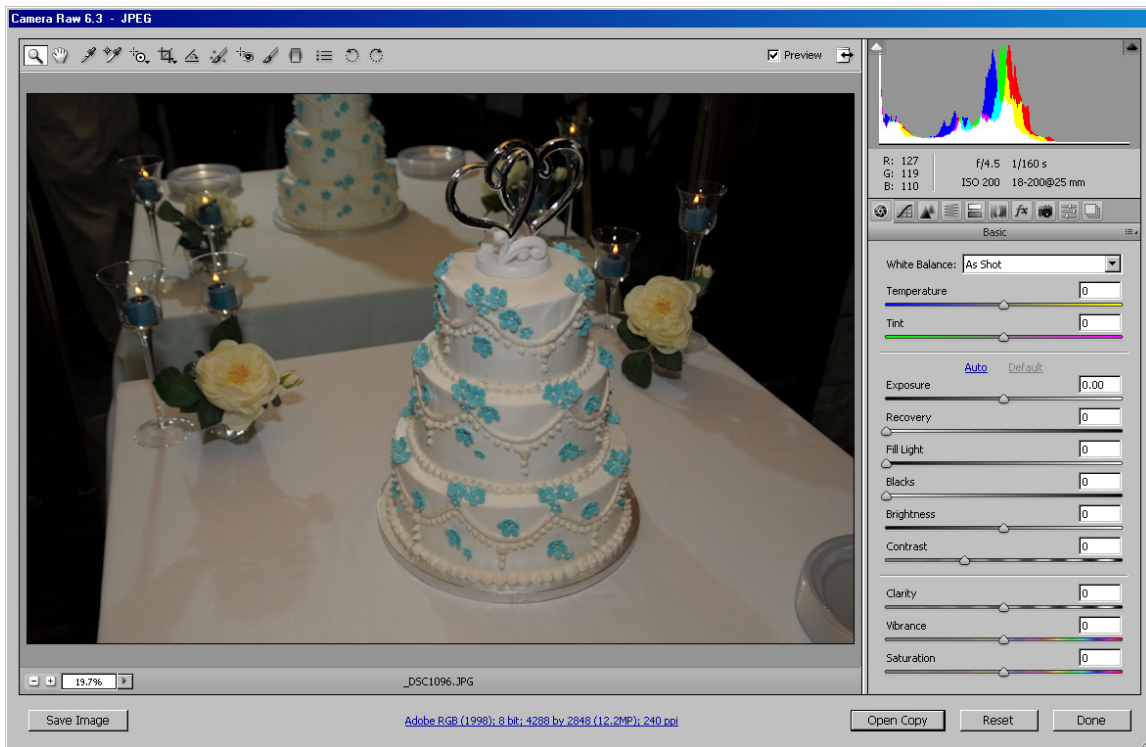 Camera Raw 6.3 - JPEG
Preview
R: 127
G: 119
B: 110
f/4.5 1/160 s
ISO 200 18-200@25 mm
fx
Basic
White Balance: As Shot
Temperature 0
Tint 0
Auto Default
Exposure 0.00
Recovery 0
Fill Light 0
Blacks 0
Brightness 0
Contrast 0
Clarity 0
Vibrance 0
Saturation 0
19.7%
_DSC1096.JPG
Save Image
Adobe RGB (1998); 8 bit; 4288 by 2848 (12.2MP); 240 ppi
Open Copy
Reset
Done